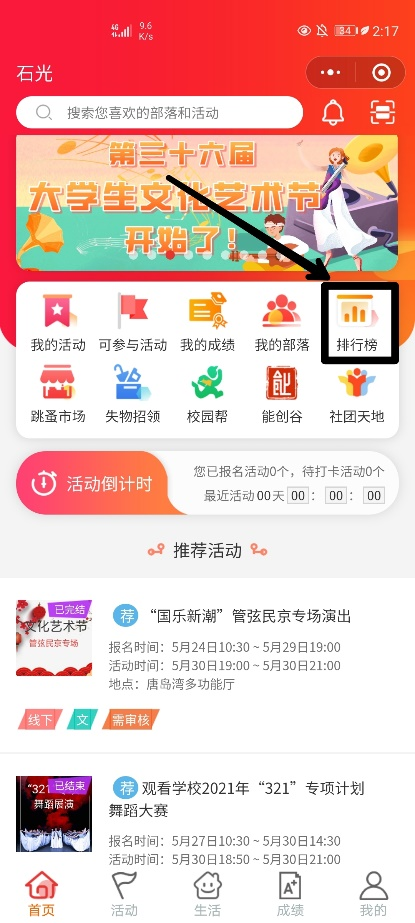 4G 9.6 K/s 84 2:17
石光
搜索您喜欢的部落和活动
第三十六届
大学生文化艺术节
开始了！
我的活动 可参与活动 我的成绩 我的部落 排行榜
跳蚤市场 失物招领 校园帮 能创谷 社团天地
活动倒计时
您已报名活动0个，待打卡活动0个
最近活动 00天 00 : 00 : 00
推荐活动
已完结
文化艺术节
管弦民京专场
荐 “国乐新潮”管弦民京专场演出
报名时间：5月24日10:30 ~ 5月29日19:00
活动时间：5月30日19:00 ~ 5月30日21:00
地点：唐岛湾多功能厅
线下 文 需审核
已结束
“321
舞蹈展演
荐 观看学校2021年“321”专项计划
舞蹈大赛
报名时间：5月27日10:30 ~ 5月30日14:30
活动时间：5月30日18:50 ~ 5月30日21:00
首页 活动 生活 成绩 我的